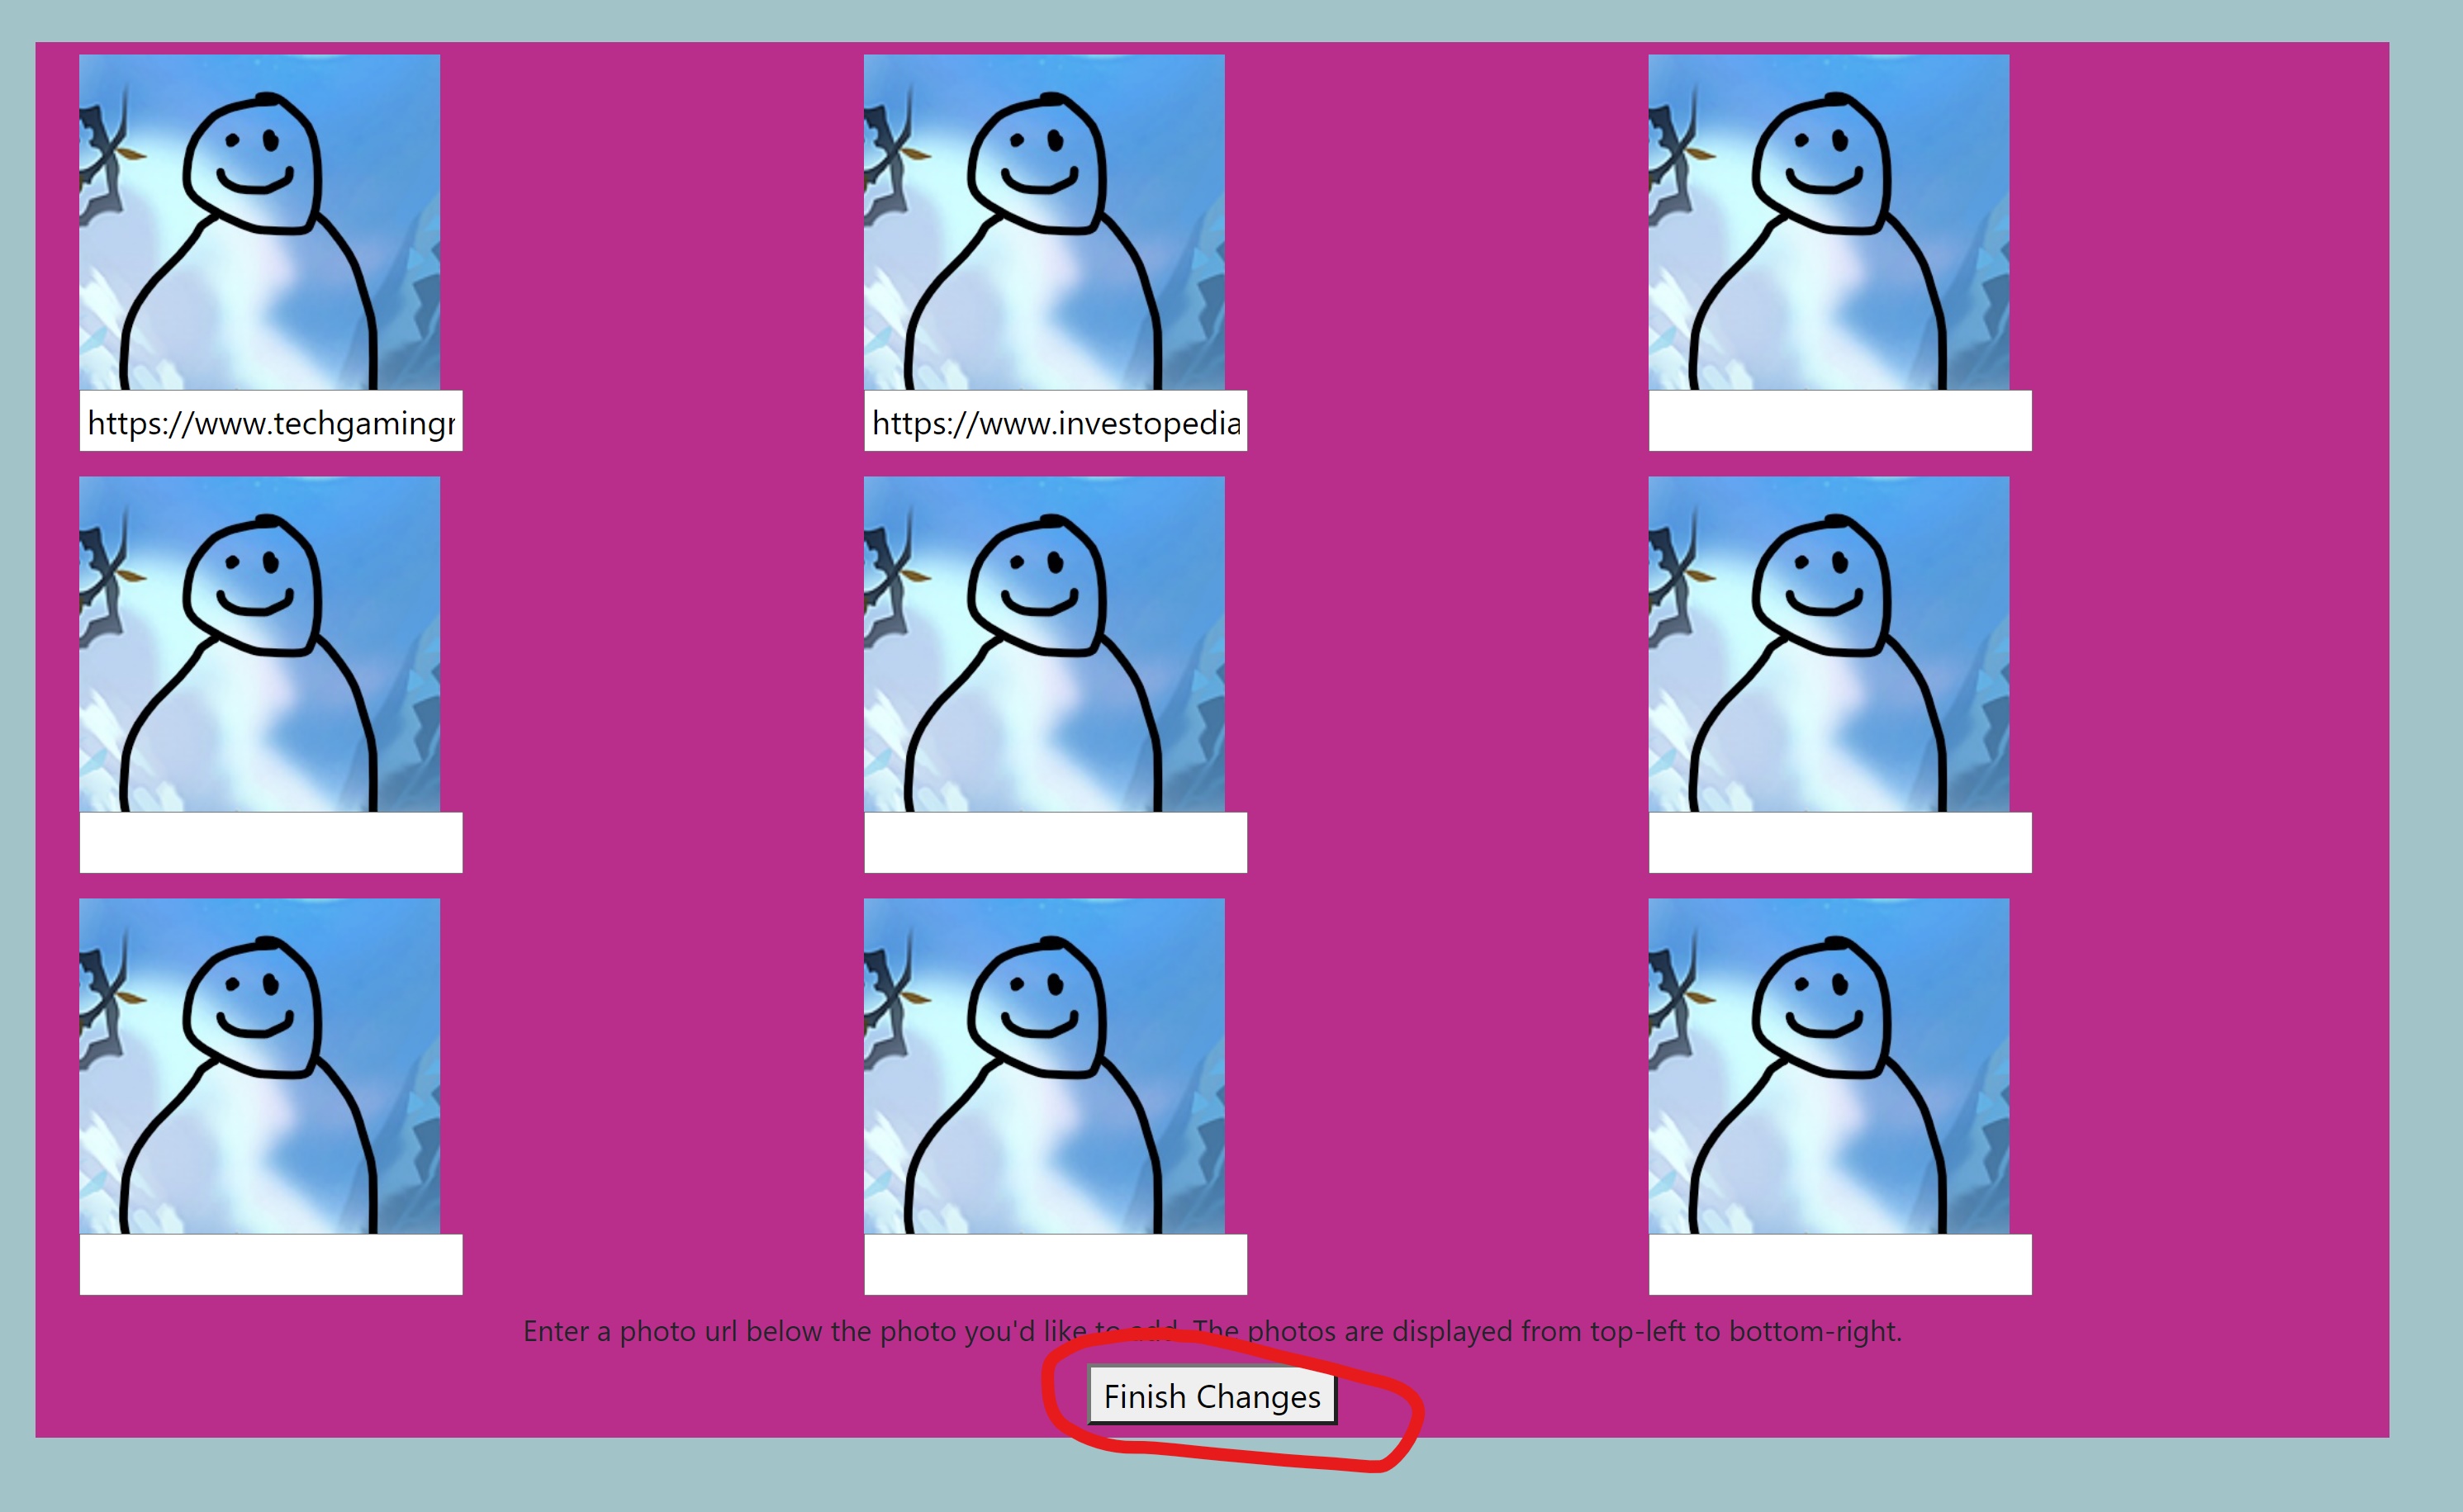 https://www.techgamingr
https://www.investopedia
Enter a photo url below the photo you'd like to add. The photos are displayed from top-left to bottom-right.
Finish Changes